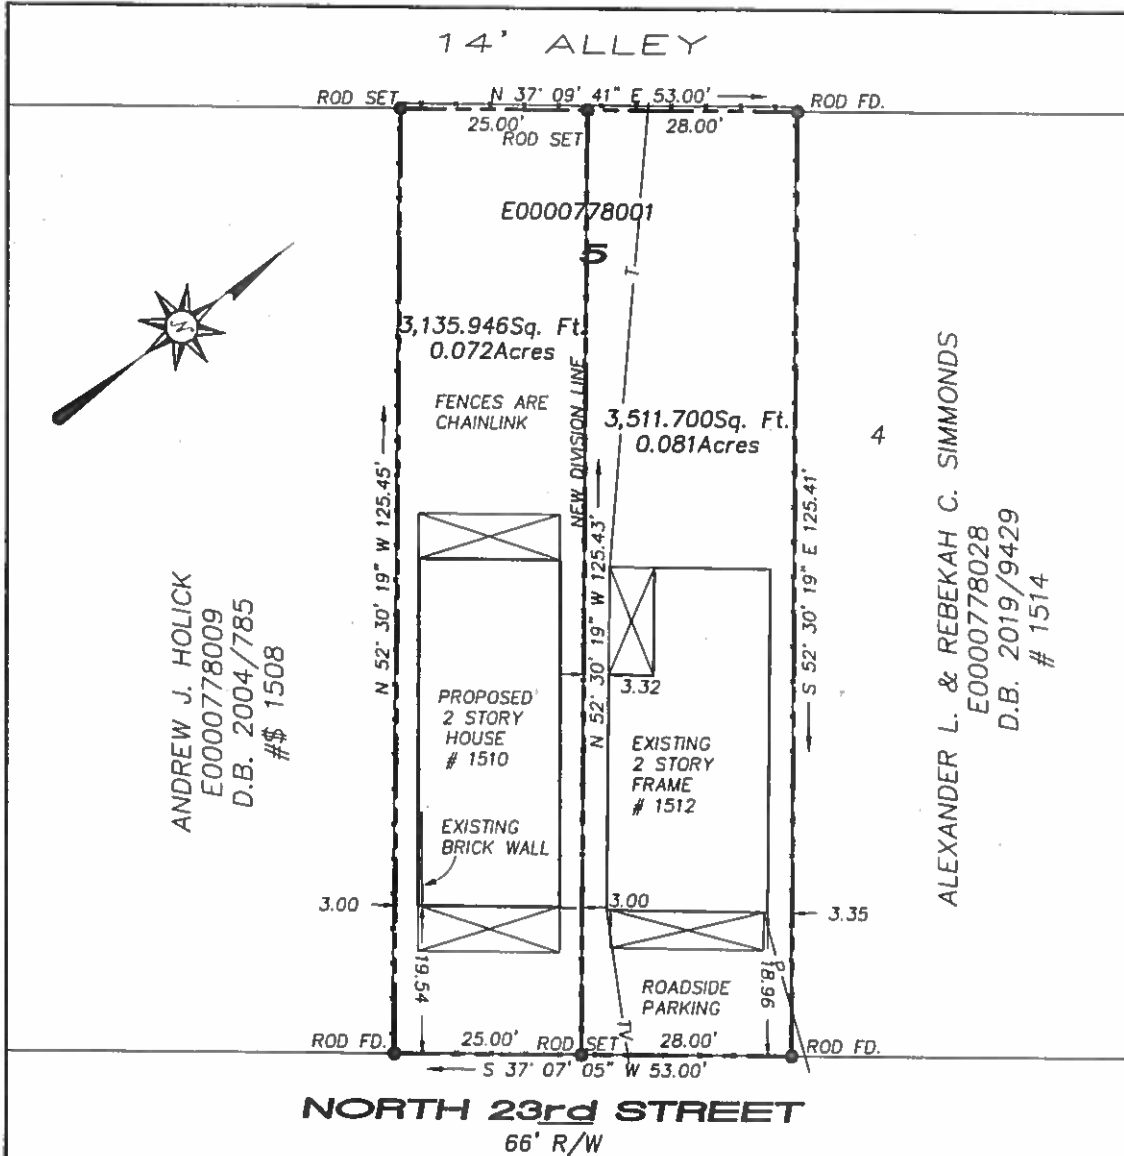 14' ALLEY
ROD SET
N 37° 09' 41" E 53.00'
ROD FD.
25.00'
28.00'
ROD SET
E0000778001
5
T
3,135.946Sq. Ft.
0.072Acres
FENCES ARE
CHAINLINK
NEW DIVISION LINE
3,511.700Sq. Ft.
0.081Acres
4
N
N 52° 30' 19" W 125.45'
N 52° 30' 19" W 125.43'
S 52° 30' 19" E 125.41'
ANDREW J. HOLICK
E0000778009
D.B. 2004/785
#$ 1508
ALEXANDER L. & REBEKAH C. SIMMONDS
E0000778028
D.B. 2019/9429
# 1514
3.32
PROPOSED
2 STORY
HOUSE
# 1510
EXISTING
2 STORY
FRAME
# 1512
EXISTING
BRICK WALL
3.00
3.00
3.35
19.54
18.96
P
TV
ROADSIDE
PARKING
ROD FD.
25.00'
ROD SET
28.00'
ROD FD.
S 37° 07' 05" W 53.00'
NORTH 23rd STREET
66' R/W